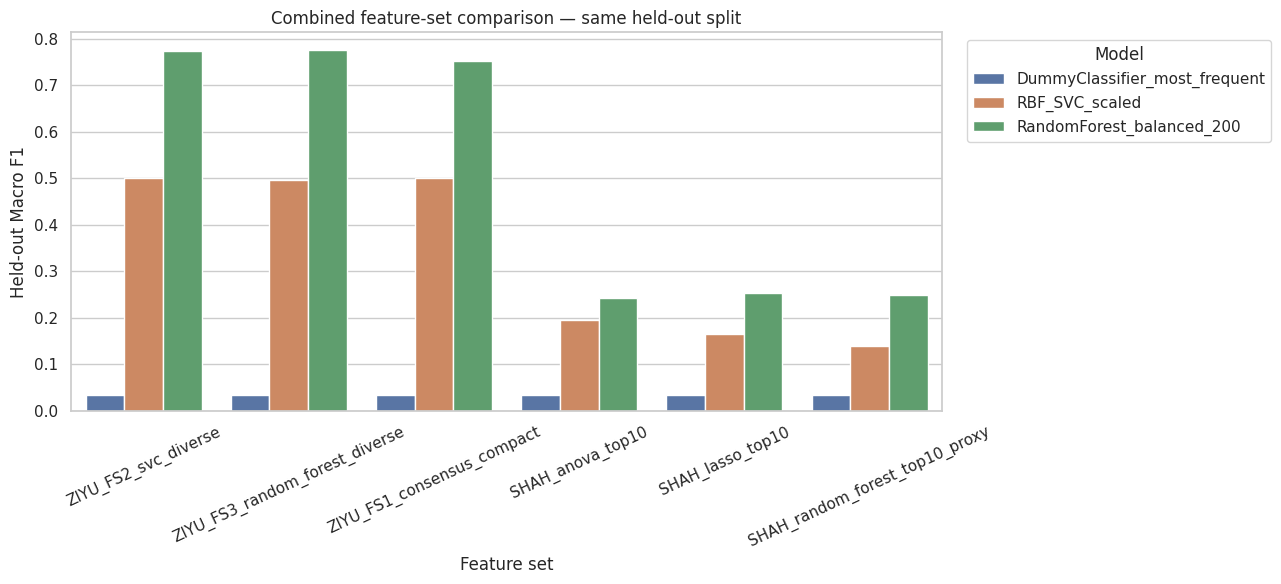 Combined feature-set comparison — same held-out split
Held-out Macro F1
0.8
0.7
0.6
0.5
0.4
0.3
0.2
0.1
0.0
ZIYU_FS2_svc_diverse
ZIYU_FS3_random_forest_diverse
ZIYU_FS1_consensus_compact
SHAH_anova_top10
SHAH_lasso_top10
SHAH_random_forest_top10_proxy
Feature set
Model
DummyClassifier_most_frequent
RBF_SVC_scaled
RandomForest_balanced_200